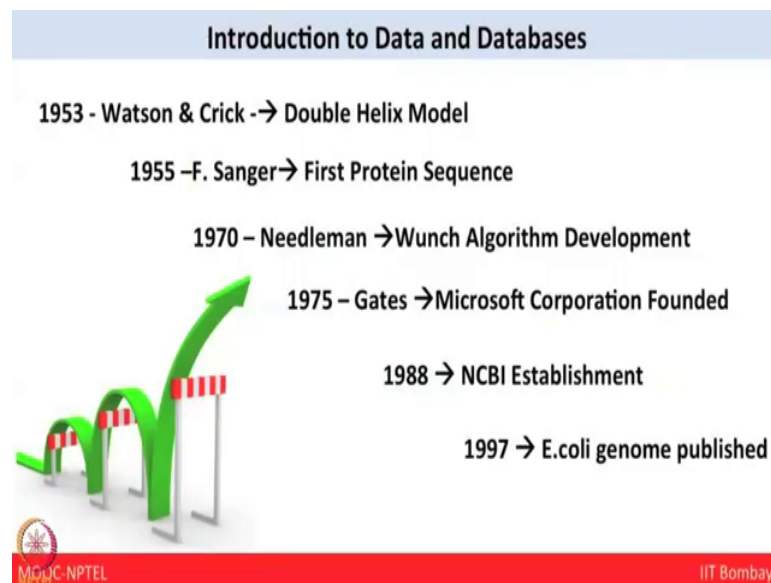 Introduction to Data and Databases
1953 - Watson & Crick -→ Double Helix Model
1955 –F. Sanger→ First Protein Sequence
1970 – Needleman →Wunch Algorithm Development
1975 – Gates →Microsoft Corporation Founded
1988 → NCBI Establishment
1997 → E.coli genome published
MOOC-NPTEL
IIT Bombay
NPTEL